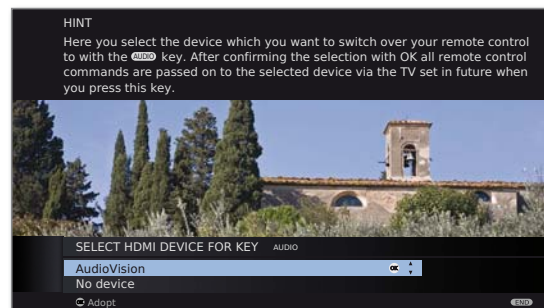 HINT
Here you select the device which you want to switch over your remote control
to with the AUDIO key. After confirming the selection with OK all remote control
commands are passed on to the selected device via the TV set in future when
you press this key.
SELECT HDMI DEVICE FOR KEY AUDIO
AudioVision OK
No device
Adopt END